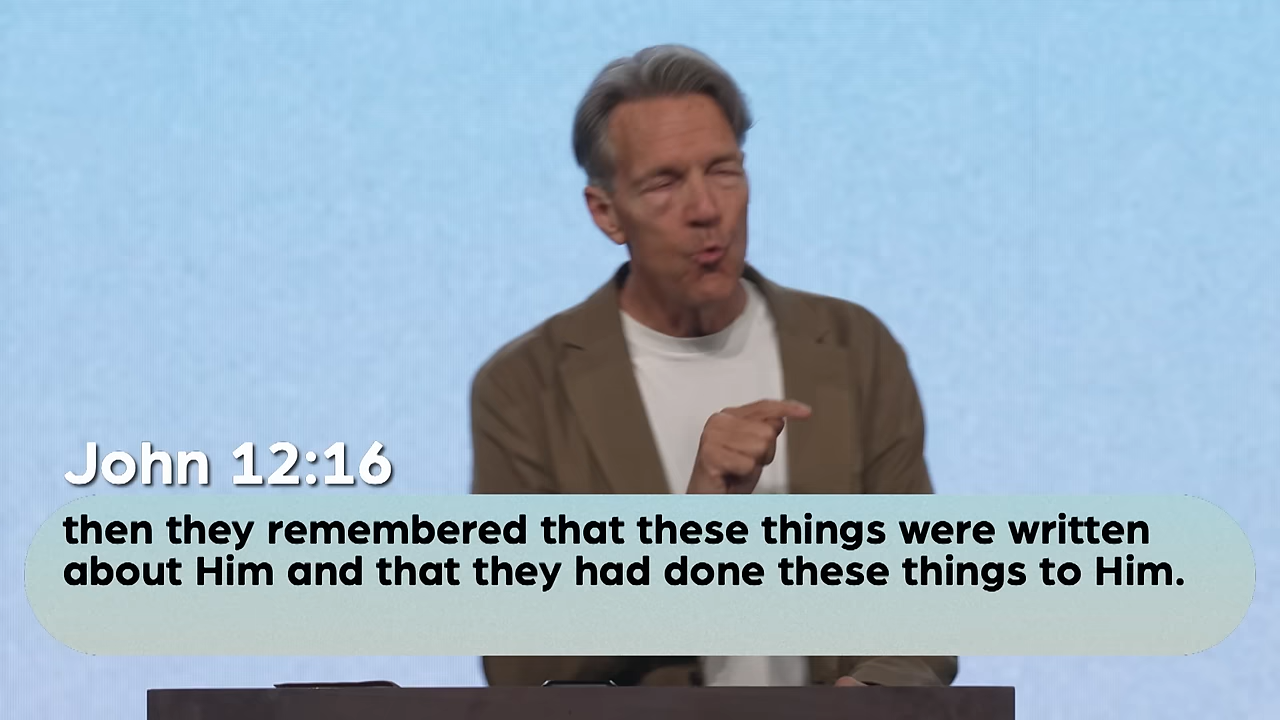 John 12:16
then they remembered that these things were written
about Him and that they had done these things to Him.